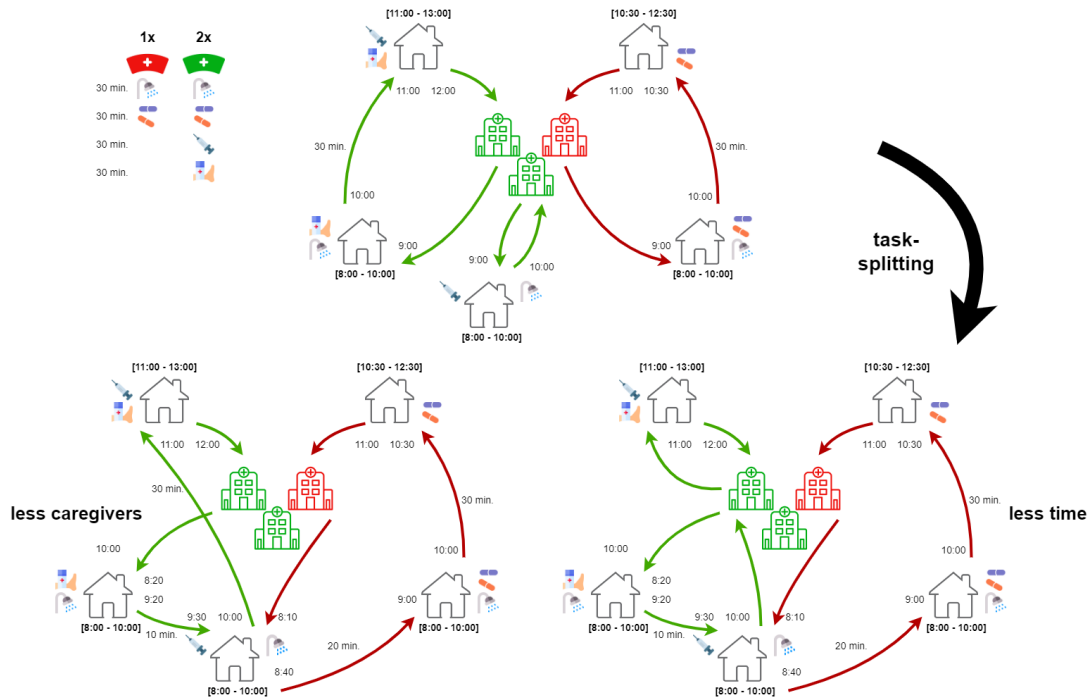 1x 2x
30 min.
30 min.
30 min.
30 min.
[11:00 - 13:00] [10:30 - 12:30]
11:00 12:00 11:00 10:30
30 min. 30 min.
10:00 10:00
9:00 9:00
[8:00 - 10:00] [8:00 - 10:00]
9:00 10:00
[8:00 - 10:00]
task-
splitting
[11:00 - 13:00] [10:30 - 12:30]
11:00 12:00 11:00 10:30
30 min. 30 min.
less caregivers
10:00 10:00
8:20
9:20 9:00
9:30 10:00 8:10
[8:00 - 10:00] [8:00 - 10:00]
10 min. 20 min.
8:40
[8:00 - 10:00]
[11:00 - 13:00] [10:30 - 12:30]
11:00 12:00 11:00 10:30
30 min.
less time
10:00 10:00
8:20
9:20 9:00
9:30 10:00 8:10
[8:00 - 10:00] [8:00 - 10:00]
10 min. 20 min.
8:40
[8:00 - 10:00]